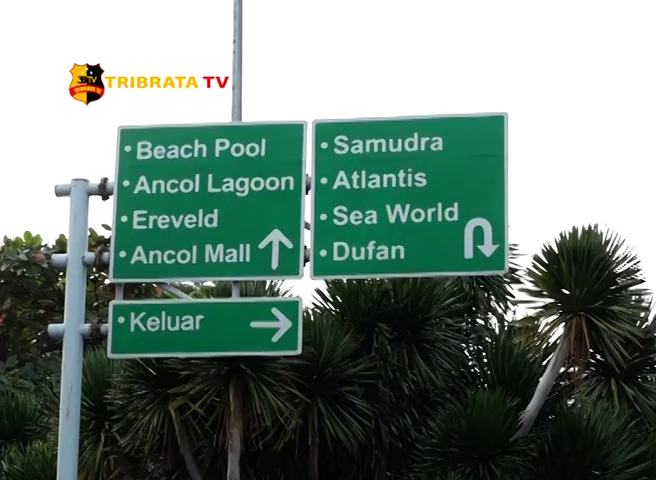 TRIBRATA TV
• Beach Pool
• Ancol Lagoon
• Ereveld
• Ancol Mall
• Samudra
• Atlantis
• Sea World
• Dufan
• Keluar